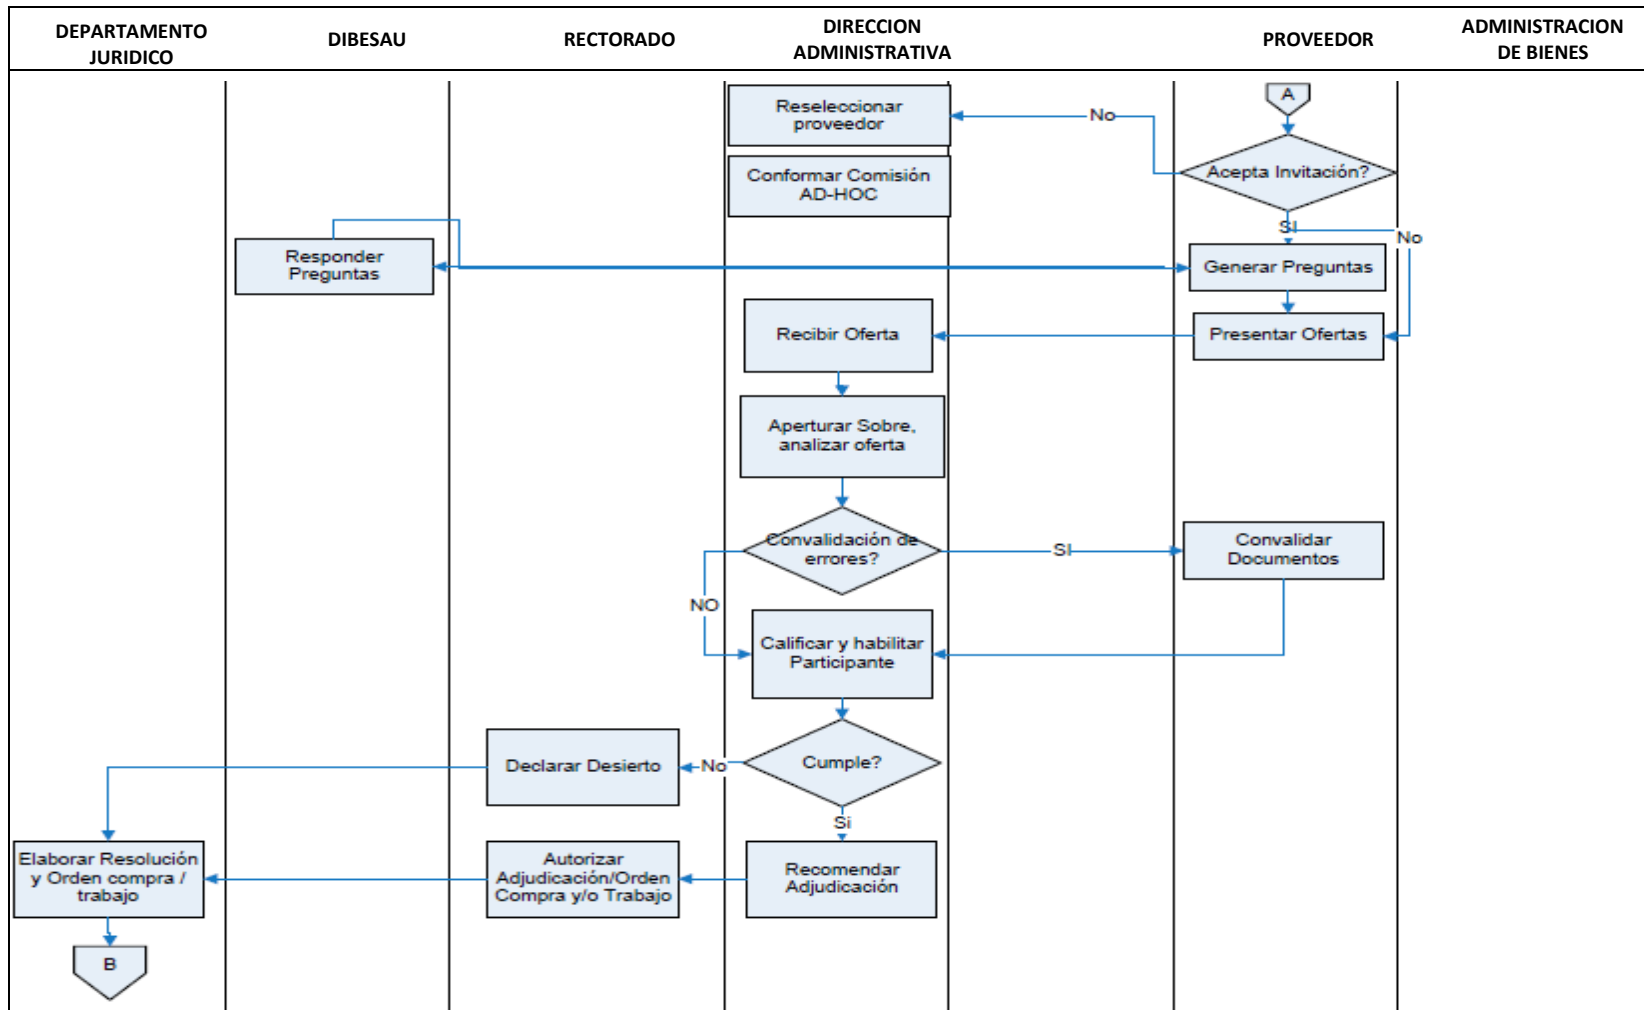 DEPARTAMENTO
JURIDICO
DIBESAU
RECTORADO
DIRECCION
ADMINISTRATIVA
PROVEEDOR
ADMINISTRACION
DE BIENES
A
Reseleccionar
proveedor
No
Acepta Invitación?
Conformar Comisión
AD-HOC
SI
No
Responder
Preguntas
Generar Preguntas
Recibir Oferta
Presentar Ofertas
Aperturar Sobre,
analizar oferta
Convalidación de
errores?
SI
Convalidar
Documentos
NO
Calificar y habilitar
Participante
Declarar Desierto
No
Cumple?
Si
Elaborar Resolución
y Orden compra /
trabajo
Autorizar
Adjudicación/Orden
Compra y/o Trabajo
Recomendar
Adjudicación
B